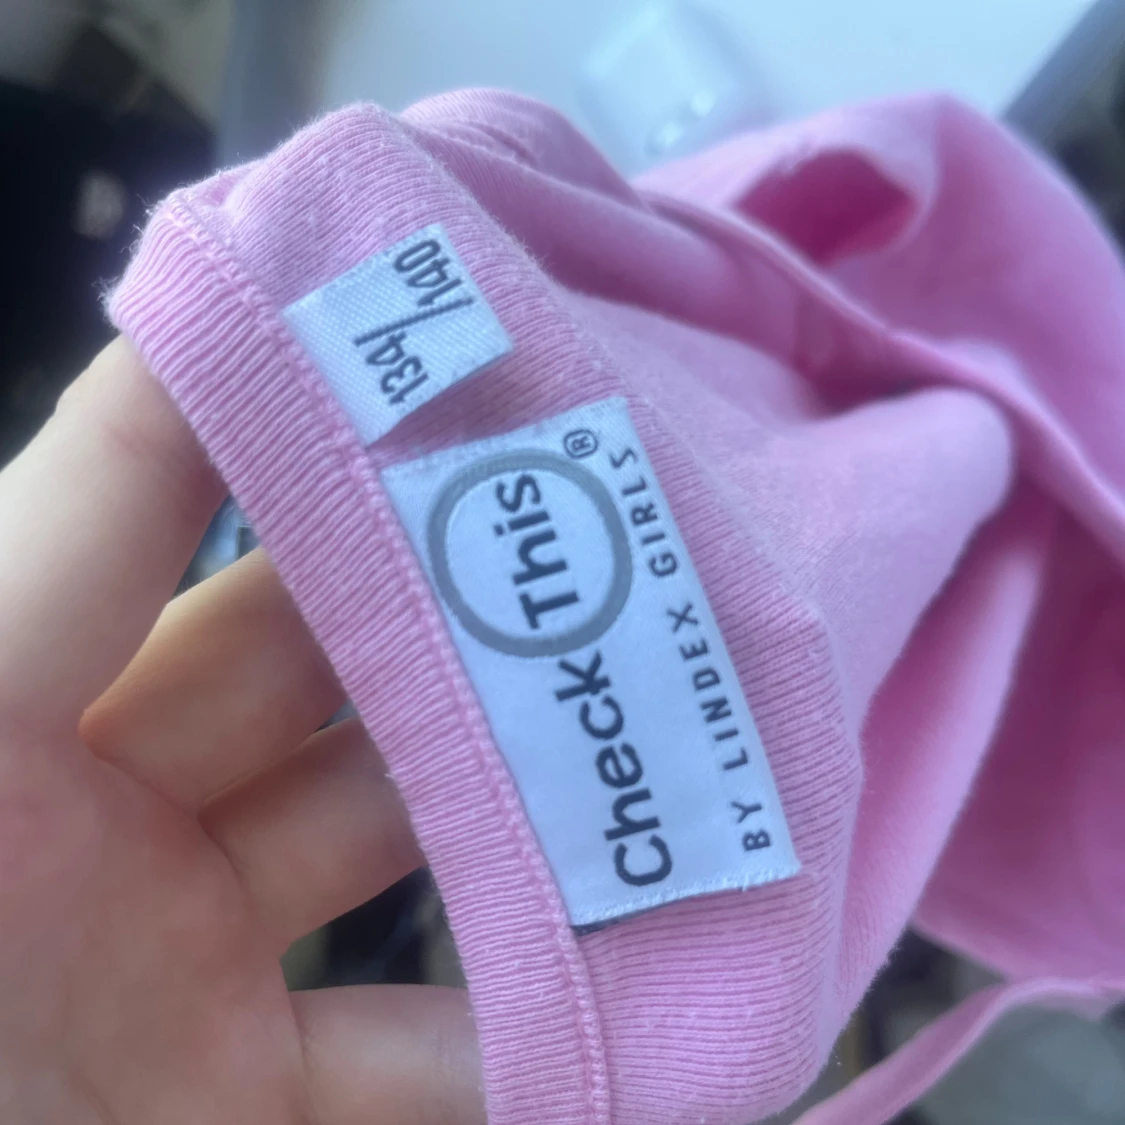 134/
/140
Check This®
BY LINDEX GIRLS